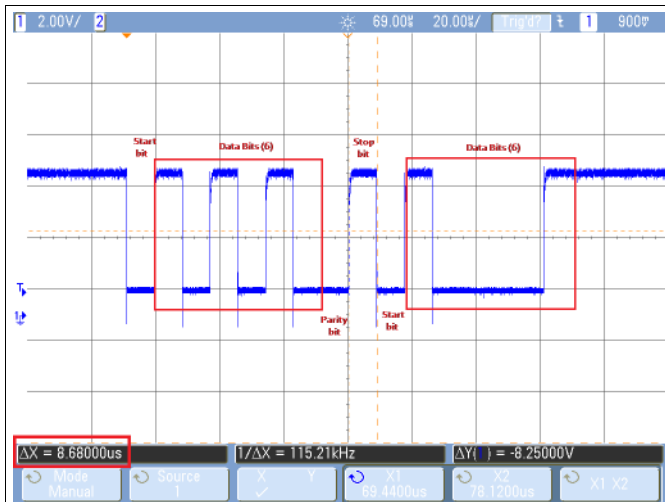 1 2.00V/ 2 69.00% 20.00%/ Trig'd? 1 900%
Start
bit
Data Bits (6)
Stop
bit
Data Bits (6)
T
Parity
bit
Start
bit
1
ΔX = 8.68000us 1/ΔX = 115.21kHz ΔY(1) = -8.25000V
Mode
Manual
Source
1
X Y
✓
X1
69.4400us
X2
78.1200us
X1 X2